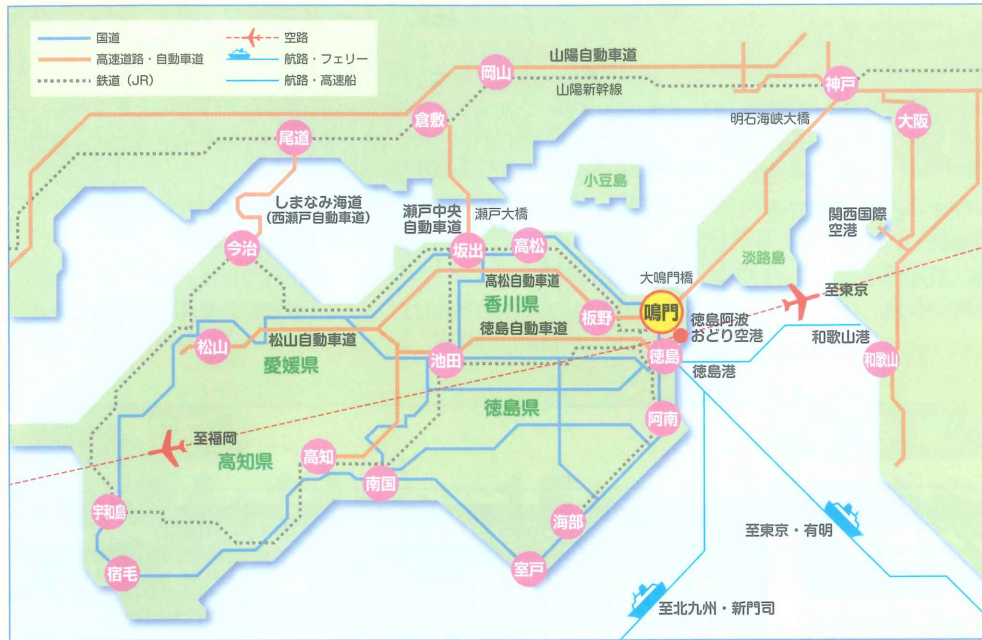 国道
高速道路・自動車道
鉄道（JR）
空路
航路・フェリー
航路・高速船
山陽自動車道
岡山
山陽新幹線
神戸
倉敷
大阪
明石海峡大橋
尾道
小豆島
しまなみ海道
（西瀬戸自動車道）
瀬戸中央
自動車道
瀬戸大橋
関西国際
空港
今治
坂出
高松
淡路島
大鳴門橋
高松自動車道
香川県
至東京
鳴門
板野
徳島阿波
おどり空港
徳島自動車道
松山自動車道
松山
愛媛県
池田
徳島
徳島港
和歌山港
和歌山
徳島県
阿南
至福岡
高知県
高知
南国
宇和島
海部
至東京・有明
宿毛
室戸
至北九州・新門司